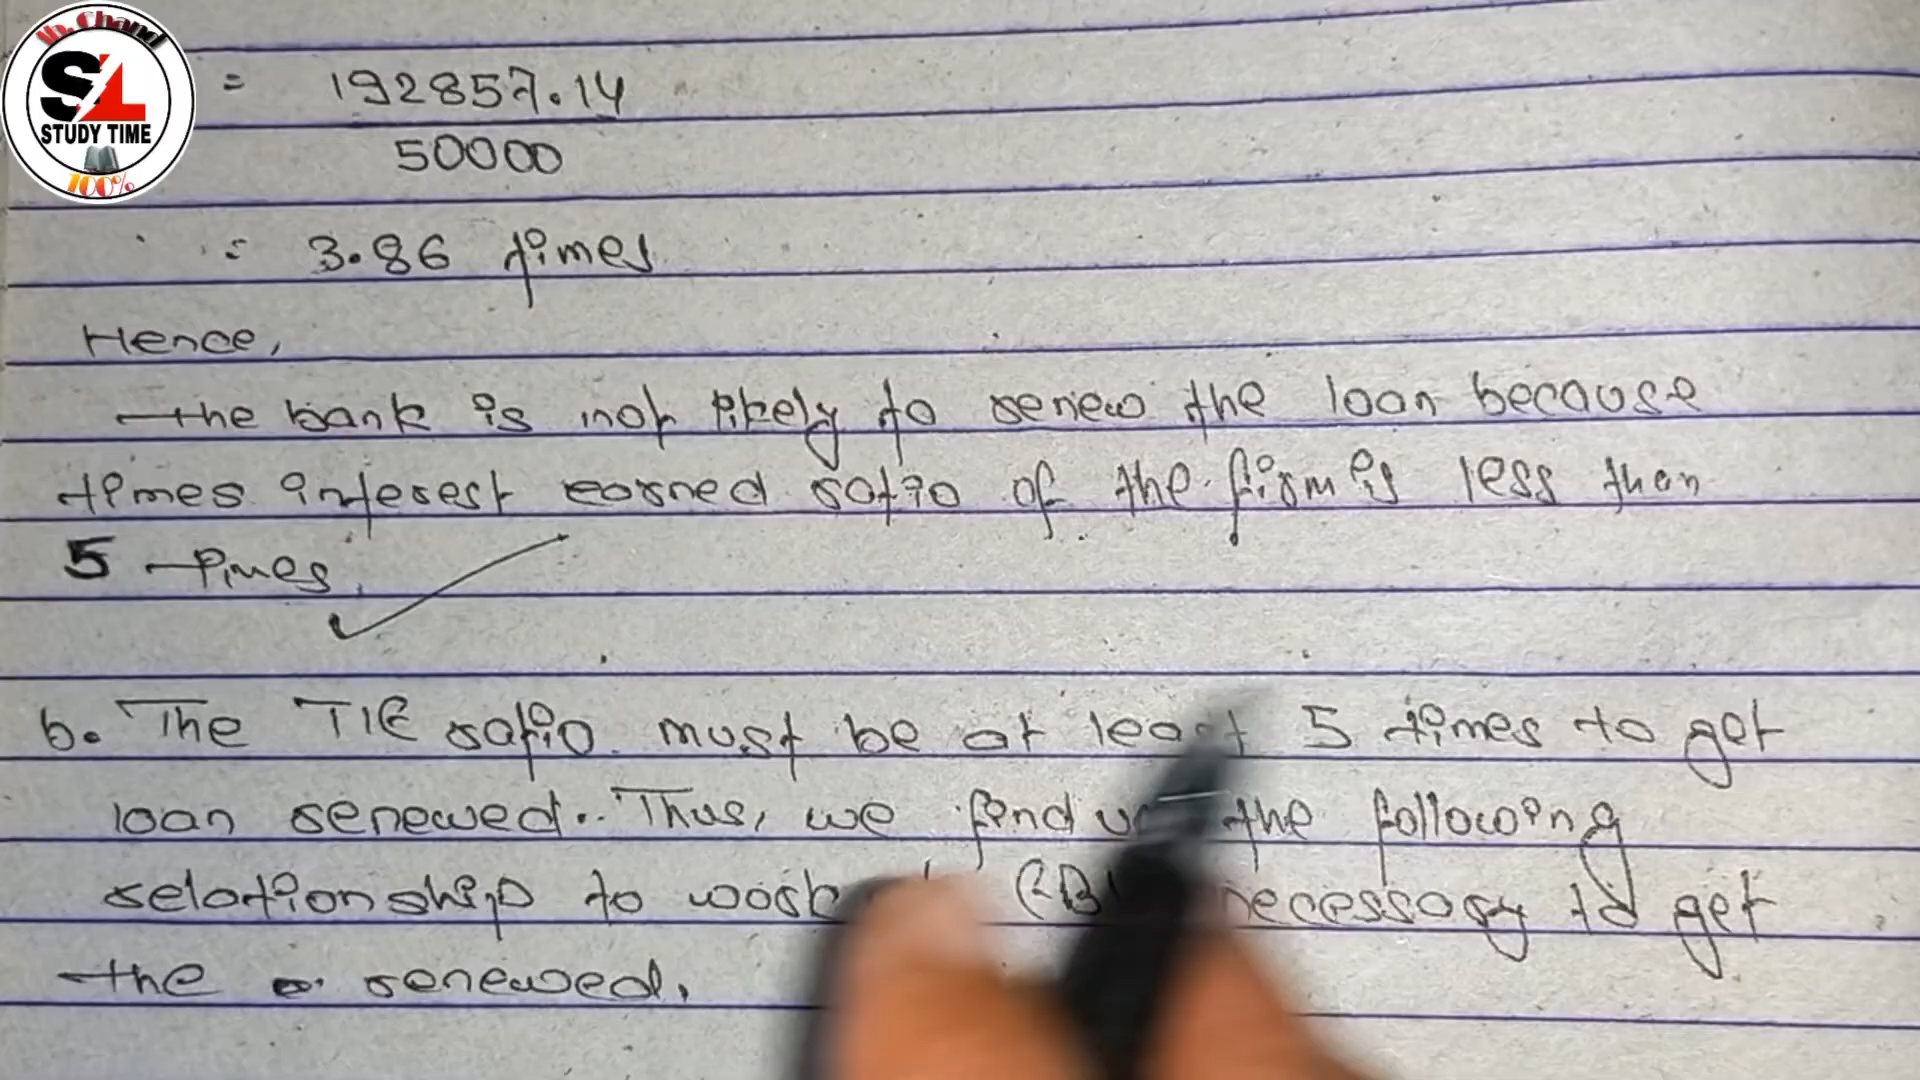 Mr. Chand
SL
STUDY TIME
100%
= 192857.14
50000
= 3.86 times
Hence,
the bank is not likely to renew the loan because
times interest earned ratio of the firm is less than
5 times.
b. The TIE ratio must be at least 5 times to get
loan renewed. Thus, we find the following
relationship to work necessary to get
the renewed.